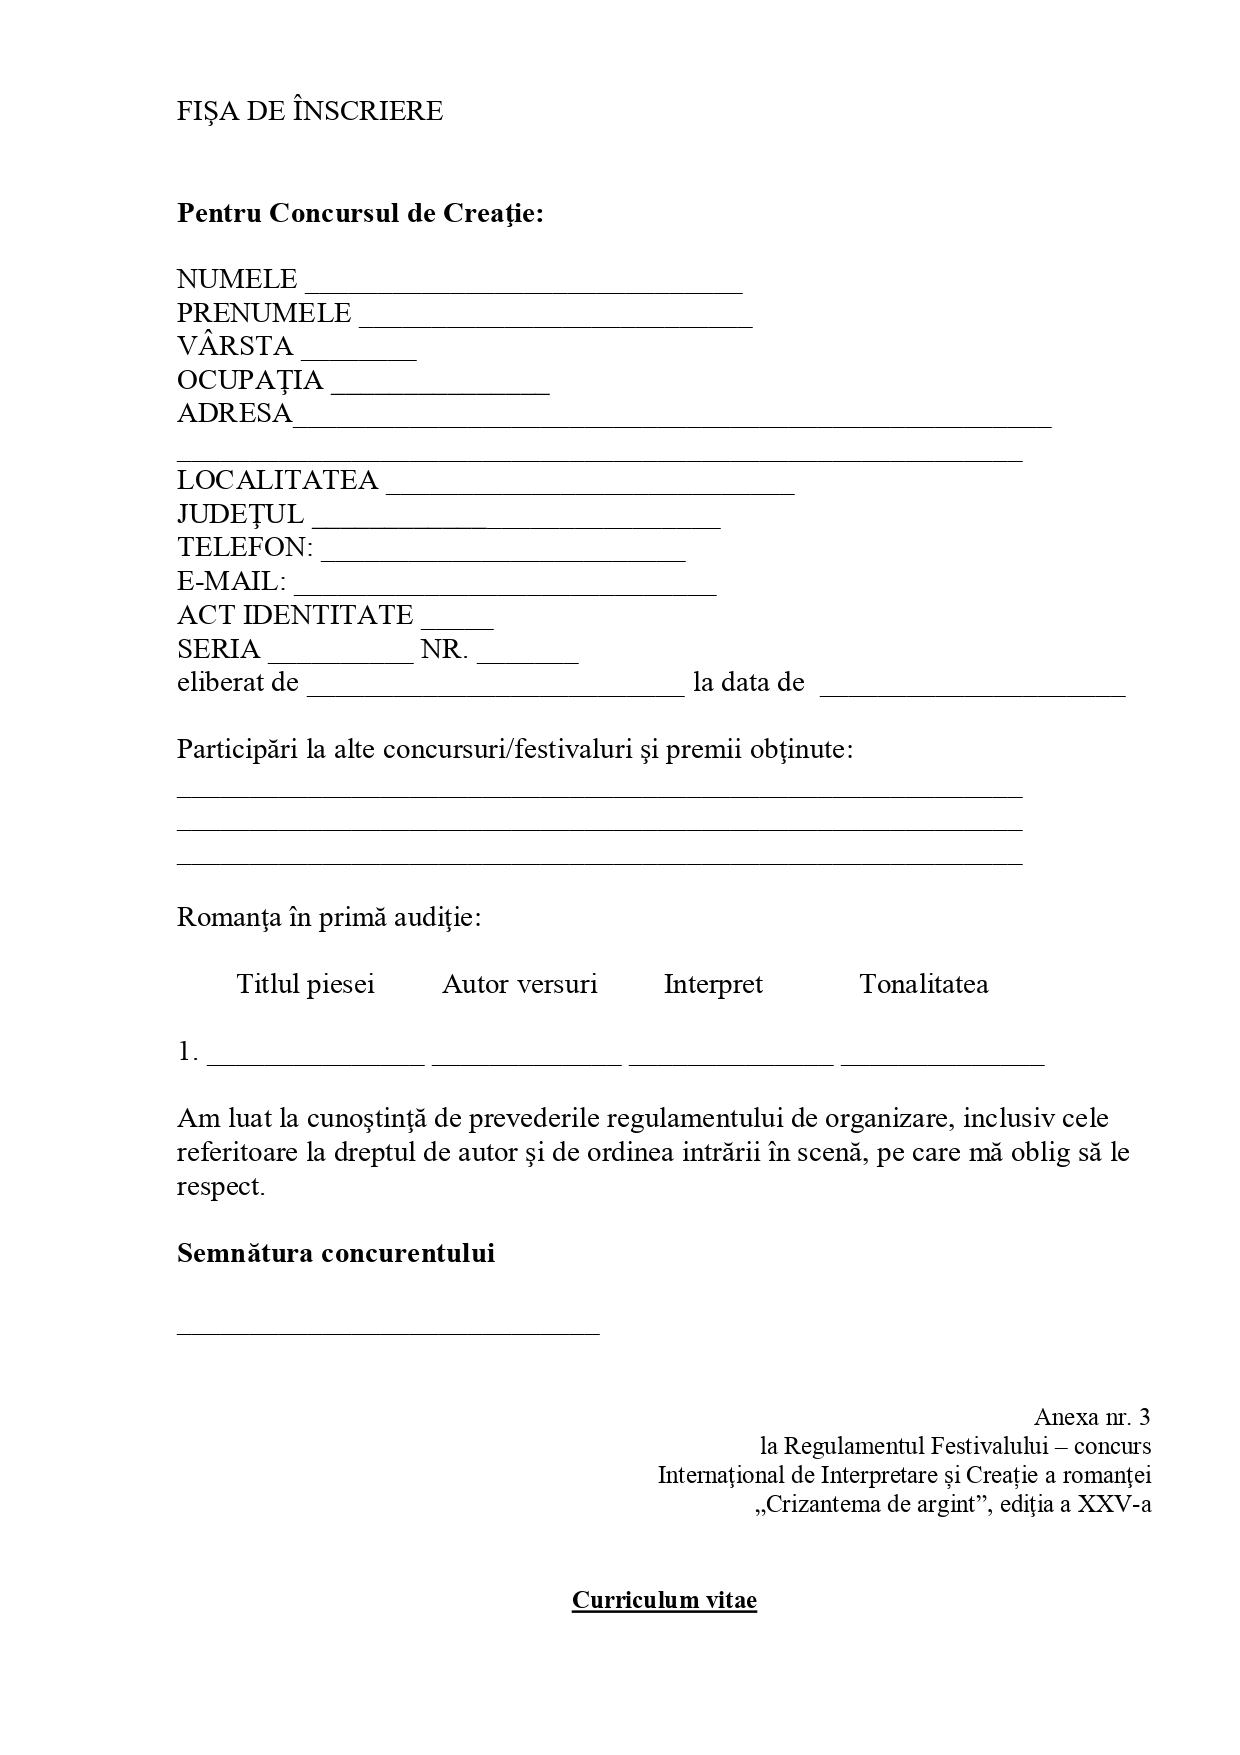 FIŞA DE ÎNSCRIERE
Pentru Concursul de Creaţie:
NUMELE ______________________________
PRENUMELE ___________________________
VÂRSTA ________
OCUPAŢIA _______________
ADRESA____________________________________________________
__________________________________________________________
LOCALITATEA ____________________________
JUDEŢUL ____________________________
TELEFON: _________________________
E-MAIL: _____________________________
ACT IDENTITATE _____
SERIA __________ NR. _______
eliberat de __________________________ la data de _____________________
Participări la alte concursuri/festivaluri şi premii obţinute:
__________________________________________________________
__________________________________________________________
__________________________________________________________
Romanţa în primă audiţie:
Titlul piesei Autor versuri Interpret Tonalitatea
1. _______________ _____________ ______________ ______________
Am luat la cunoştinţă de prevederile regulamentului de organizare, inclusiv cele
referitoare la dreptul de autor şi de ordinea intrării în scenă, pe care mă oblig să le
respect.
Semnătura concurentului
_____________________________
Anexa nr. 3
la Regulamentul Festivalului – concurs
Internaţional de Interpretare și Creație a romanţei
„Crizantema de argint”, ediţia a XXV-a
Curriculum vitae